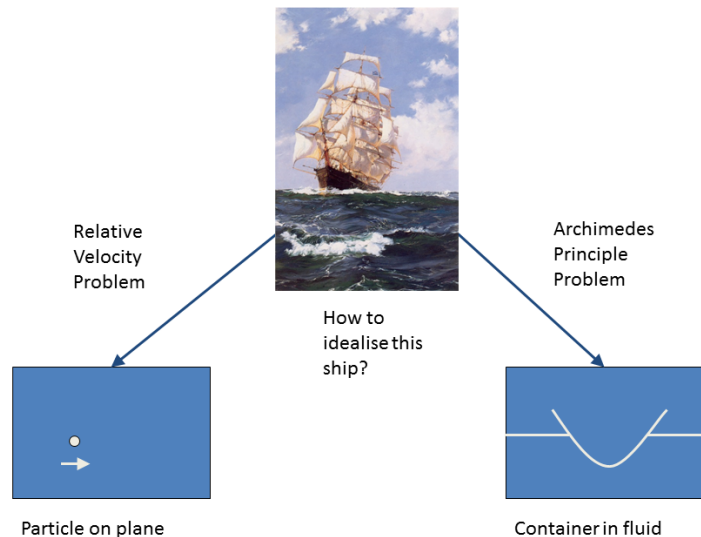 Relative
Velocity
Problem
Archimedes
Principle
Problem
How to
idealise this
ship?
Particle on plane
Container in fluid